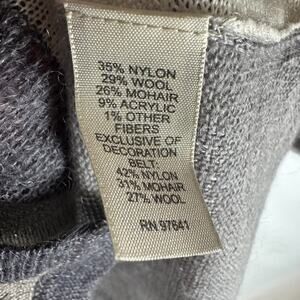 35% NYLON
29% WOOL
26% MOHAIR
9% ACRYLIC
1% OTHER
FIBERS
EXCLUSIVE OF
DECORATION
BELT:
42% NYLON
31% MOHAIR
27% WOOL
RN 97641